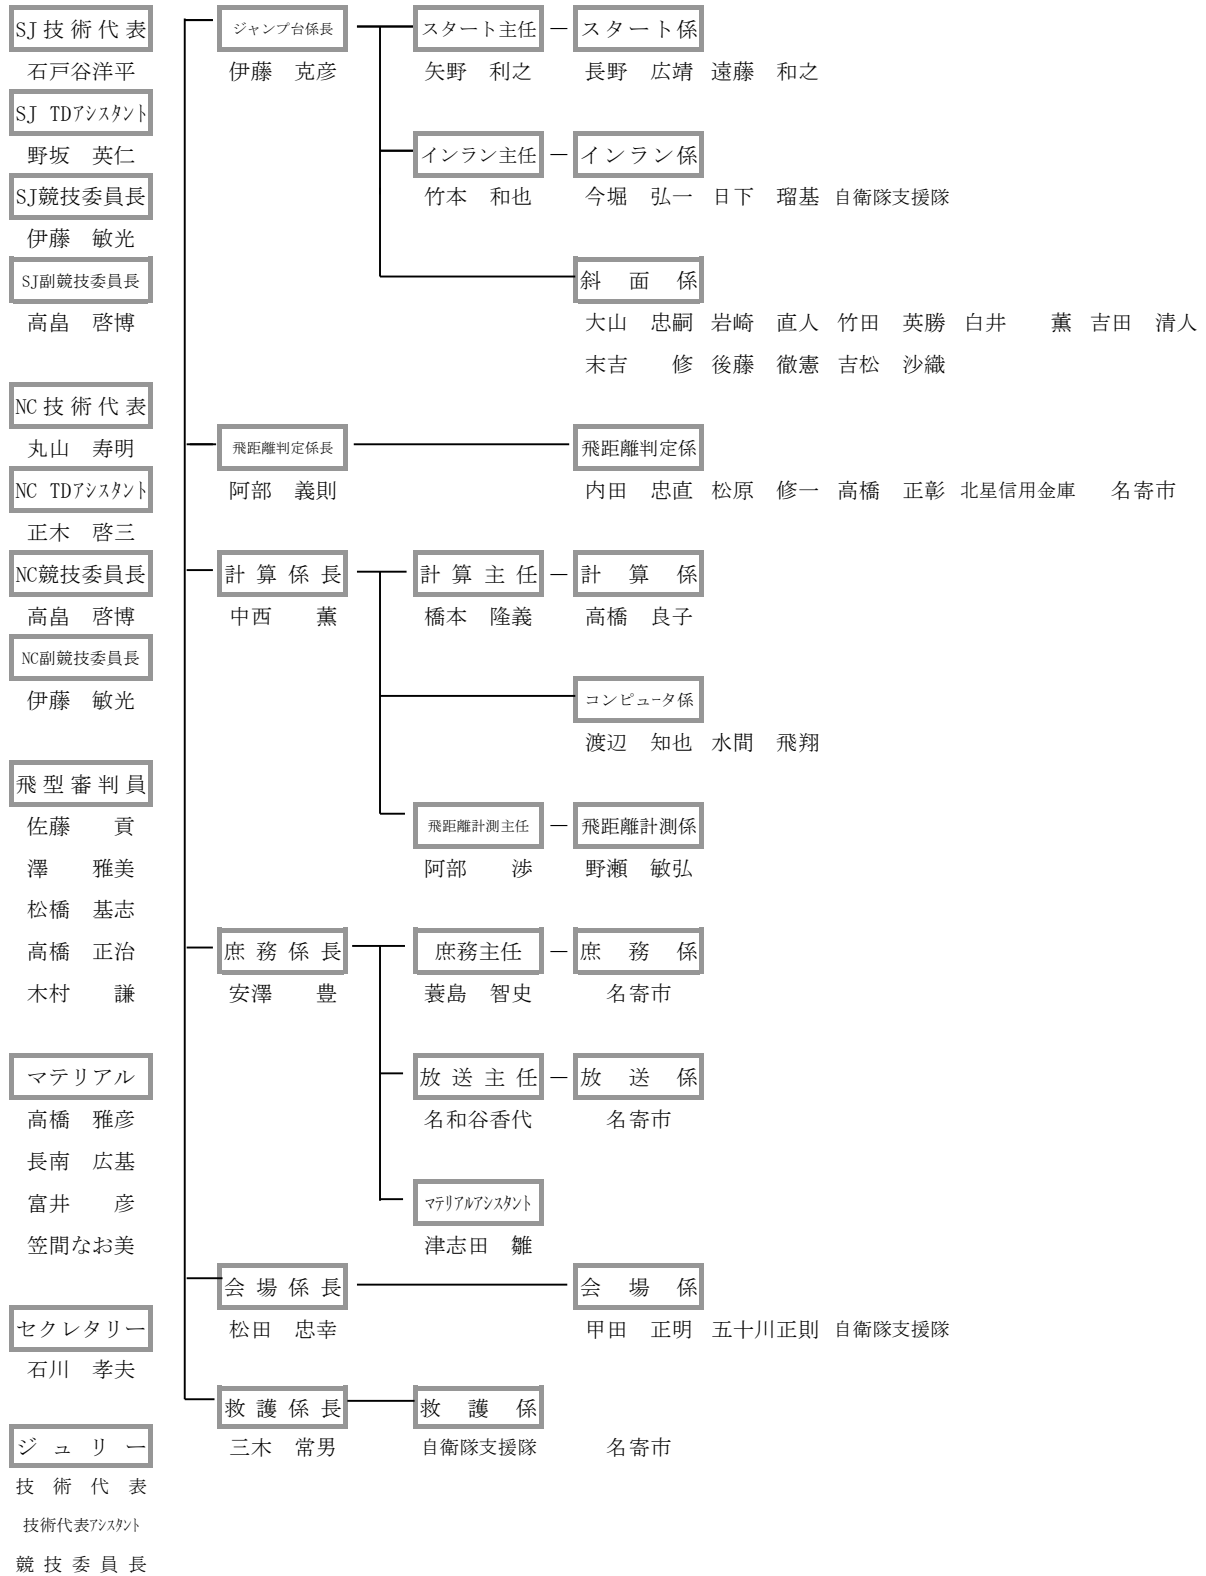 SJ技術代表
石戸谷洋平
SJ TDアシスタント
野坂 英仁
SJ競技委員長
伊藤 敏光
SJ副競技委員長
高畠 啓博
NC技術代表
丸山 寿明
NC TDアシスタント
正木 啓三
NC競技委員長
高畠 啓博
NC副競技委員長
伊藤 敏光
飛型審判員
佐藤 貢
澤 雅美
松橋 基志
高橋 正治
木村 謙
マテリアル
高橋 雅彦
長南 広基
富井 彦
笠間なお美
セクレタリー
石川 孝夫
ジュリー
技術代表
技術代表アシスタント
競技委員長
ジャンプ台係長 スタート主任 ― スタート係
伊藤 克彦 矢野 利之 長野 広靖 遠藤 和之
インラン主任 ― インラン係
竹本 和也 今堀 弘一 日下 瑠基 自衛隊支援隊
斜面係
大山 忠嗣 岩崎 直人 竹田 英勝 白井 薫 吉田 清人
末吉 修 後藤 徹憲 吉松 沙織
飛距離判定係長 飛距離判定係
阿部 義則 内田 忠直 松原 修一 高橋 正彰 北星信用金庫 名寄市
計算係長 計算主任 ― 計算係
中西 薫 橋本 隆義 高橋 良子
コンピュータ係
渡辺 知也 水間 飛翔
飛距離計測主任 ― 飛距離計測係
阿部 渉 野瀬 敏弘
庶務係長 庶務主任 ― 庶務係
安澤 豊 蓑島 智史 名寄市
放送主任 ― 放送係
名和谷香代 名寄市
マテリアルアシスタント
津志田 雛
会場係長 会場係
松田 忠幸 甲田 正明 五十川正則 自衛隊支援隊
救護係長 救護係
三木 常男 自衛隊支援隊 名寄市